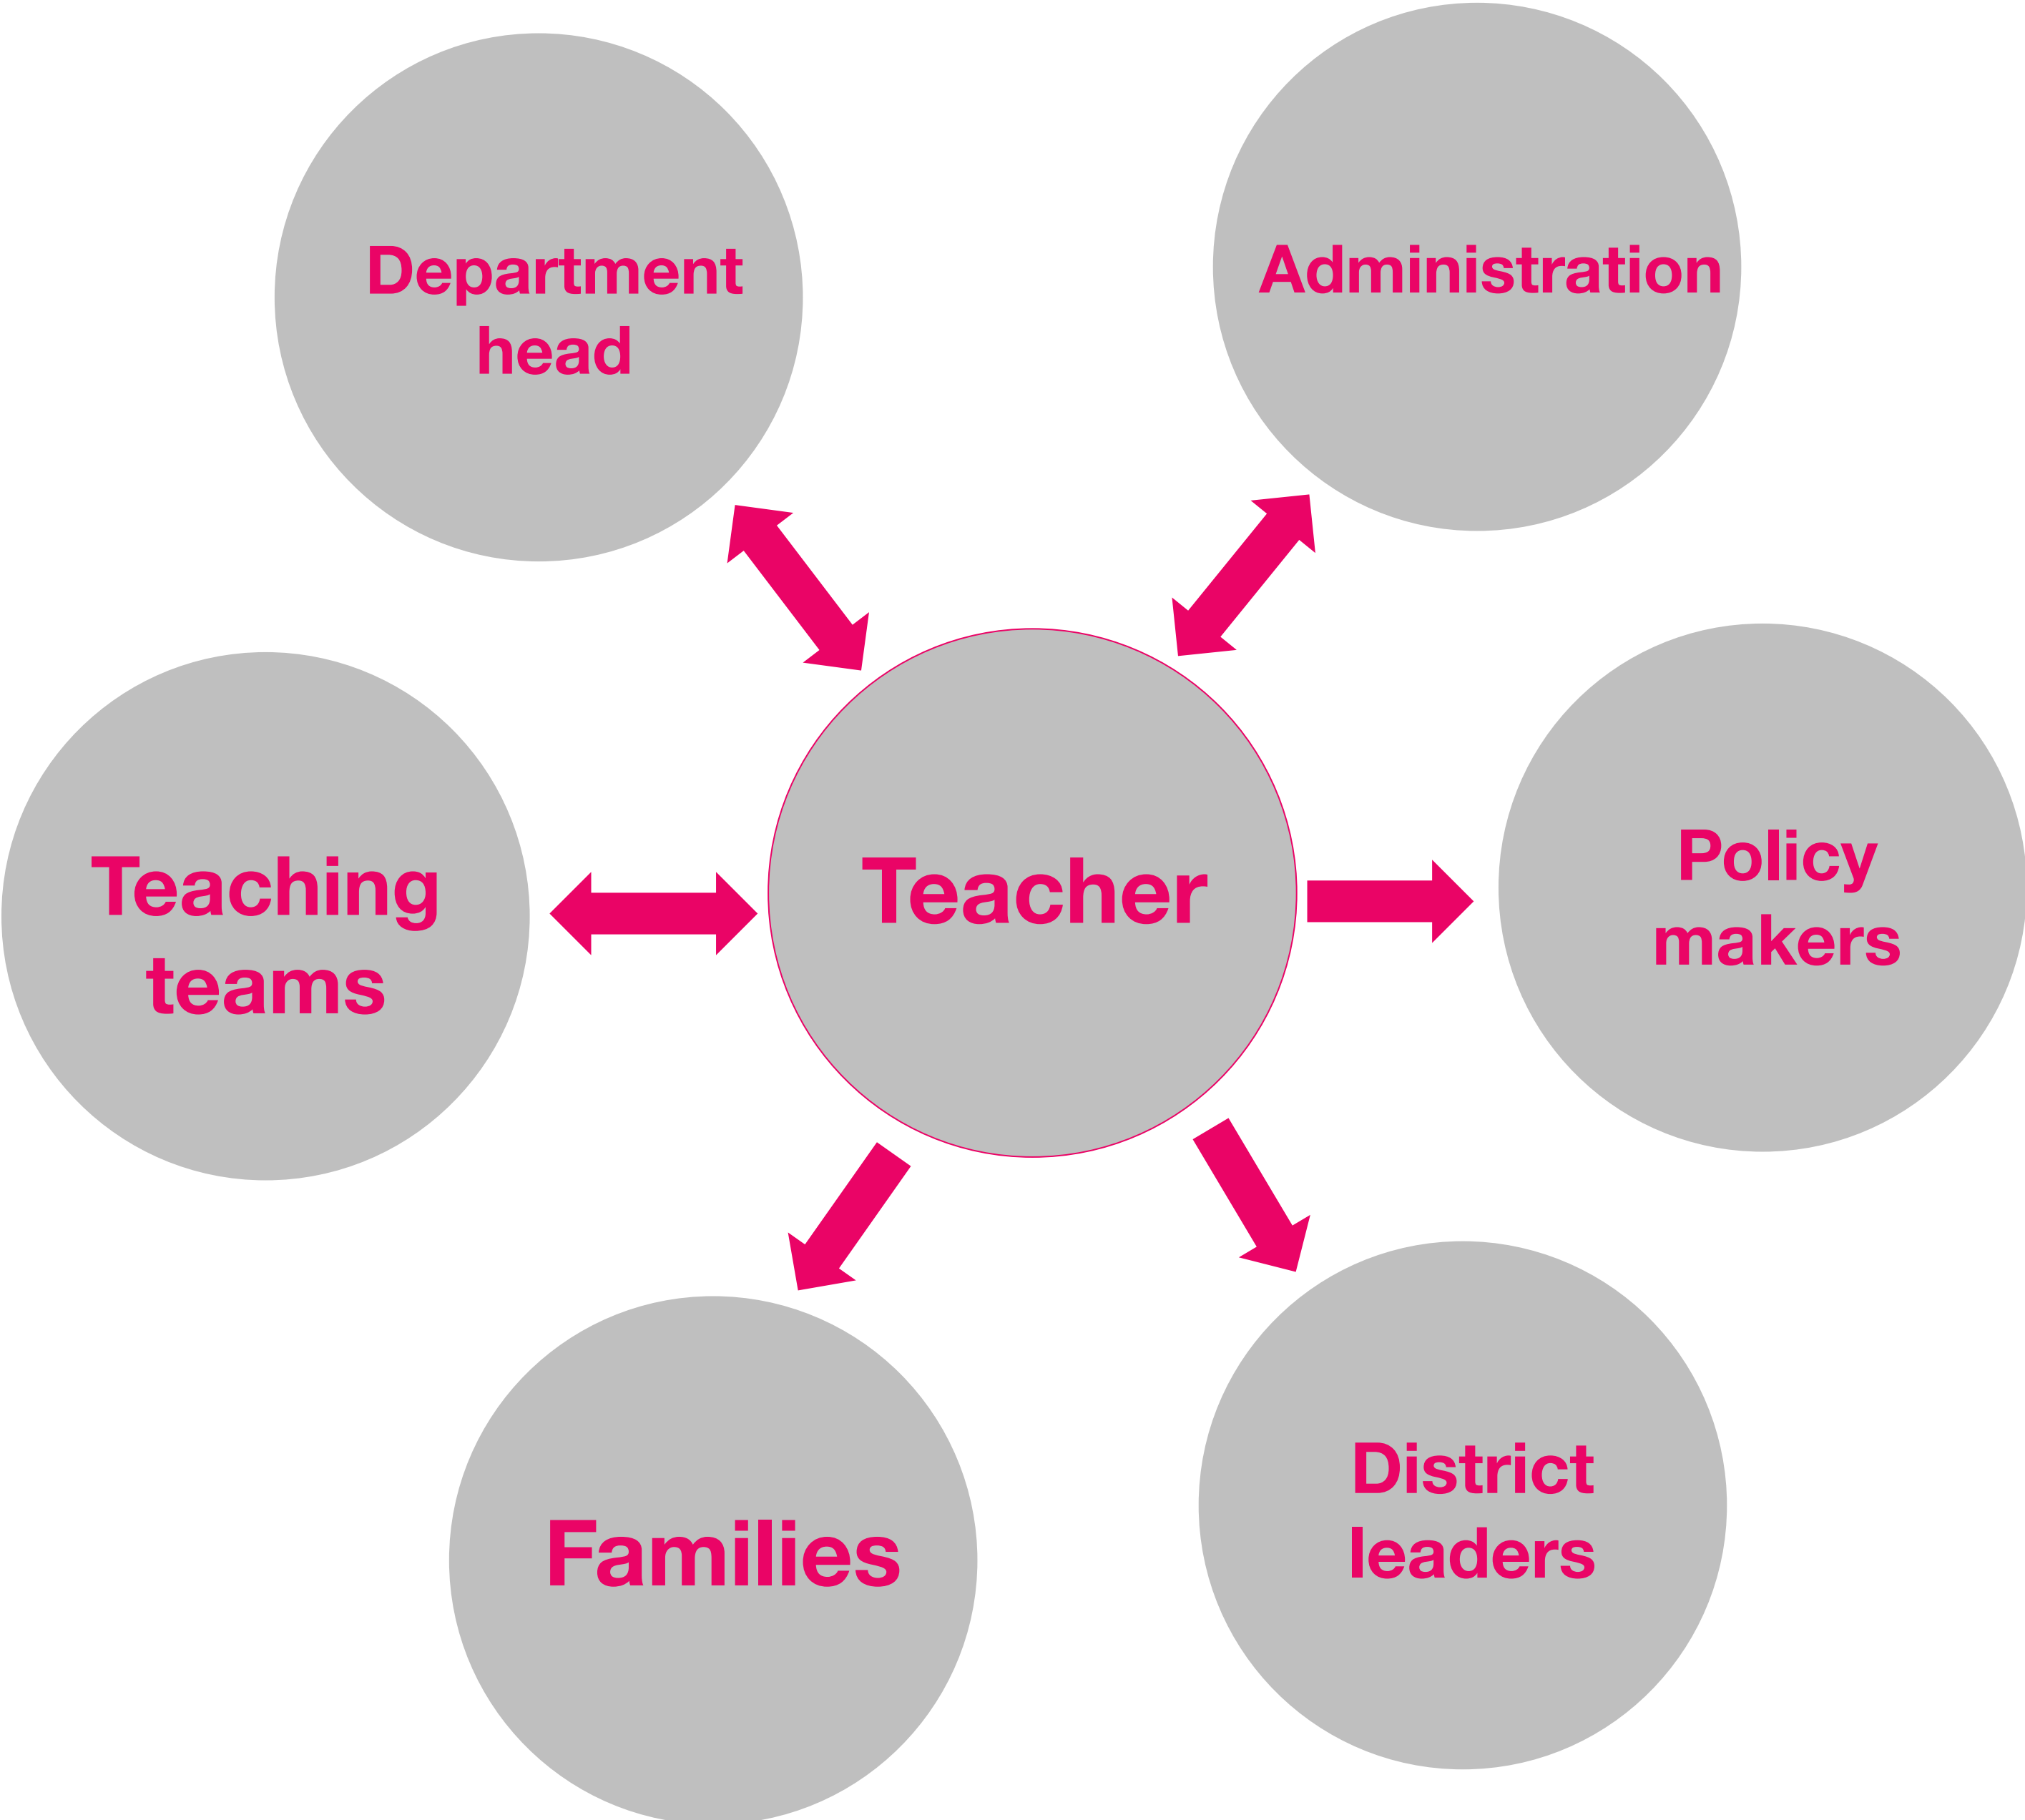 Department
head
Administration
Teaching
teams
Teacher
Policy
makers
Families
District
leaders